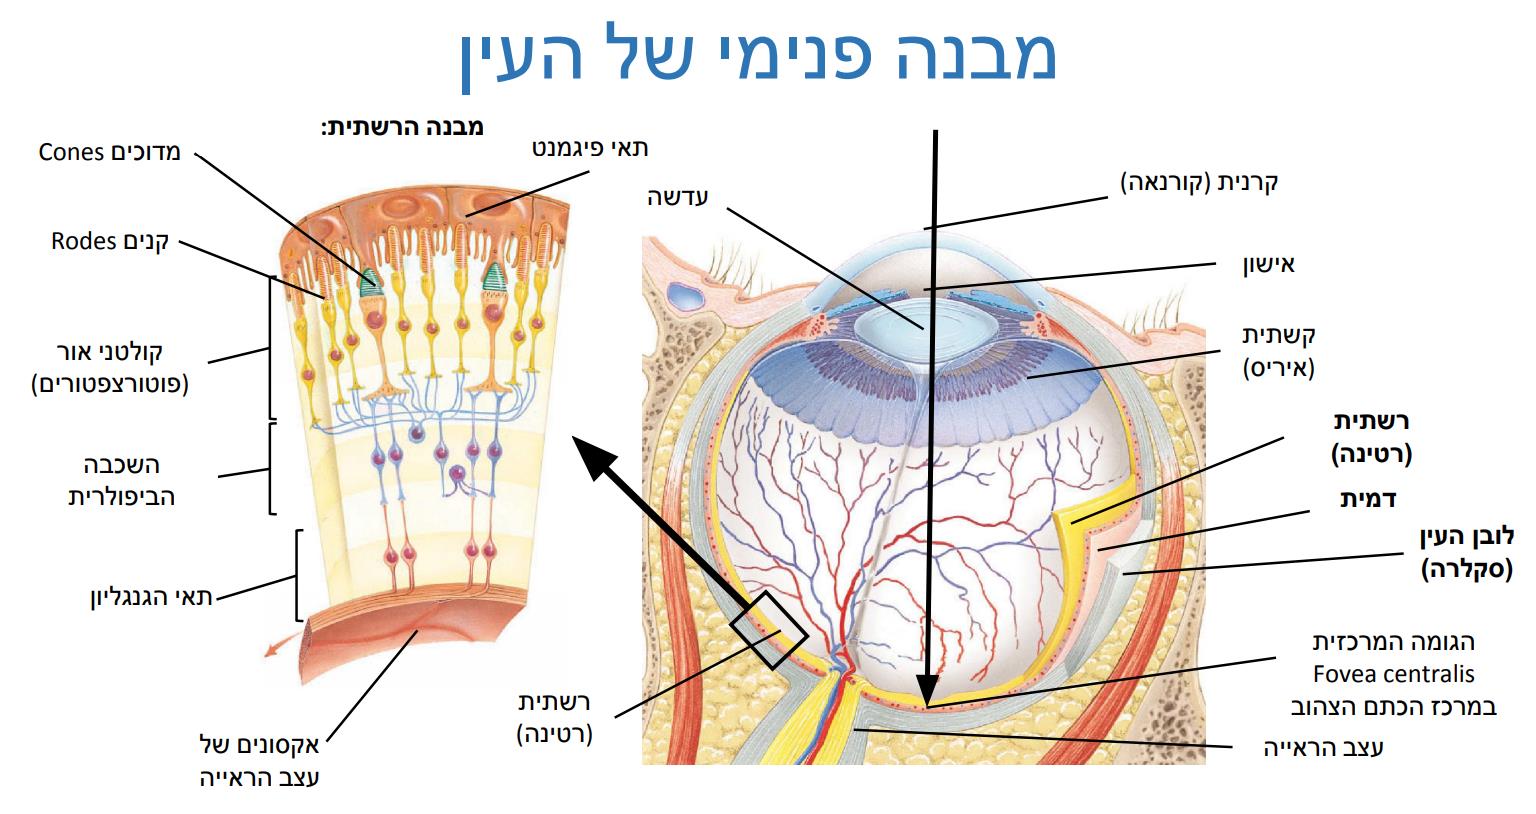 מבנה פנימי של העין
מבנה הרשתית:
מדוכים Cones
תאי פיגמנט
קנים Rodes
קולטני אור
(פוטורצפטורים)
השכבה
הביפולרית
תאי הגנגליון
אקסונים של
עצב הראייה
עדשה
קרנית (קורנאה)
אישון
קשתית
(איריס)
רשתית
(רטינה)
דמית
לובן העין
(סקלרה)
הגומה המרכזית
Fovea centralis
במרכז הכתם הצהוב
עצב הראייה
רשתית
(רטינה)